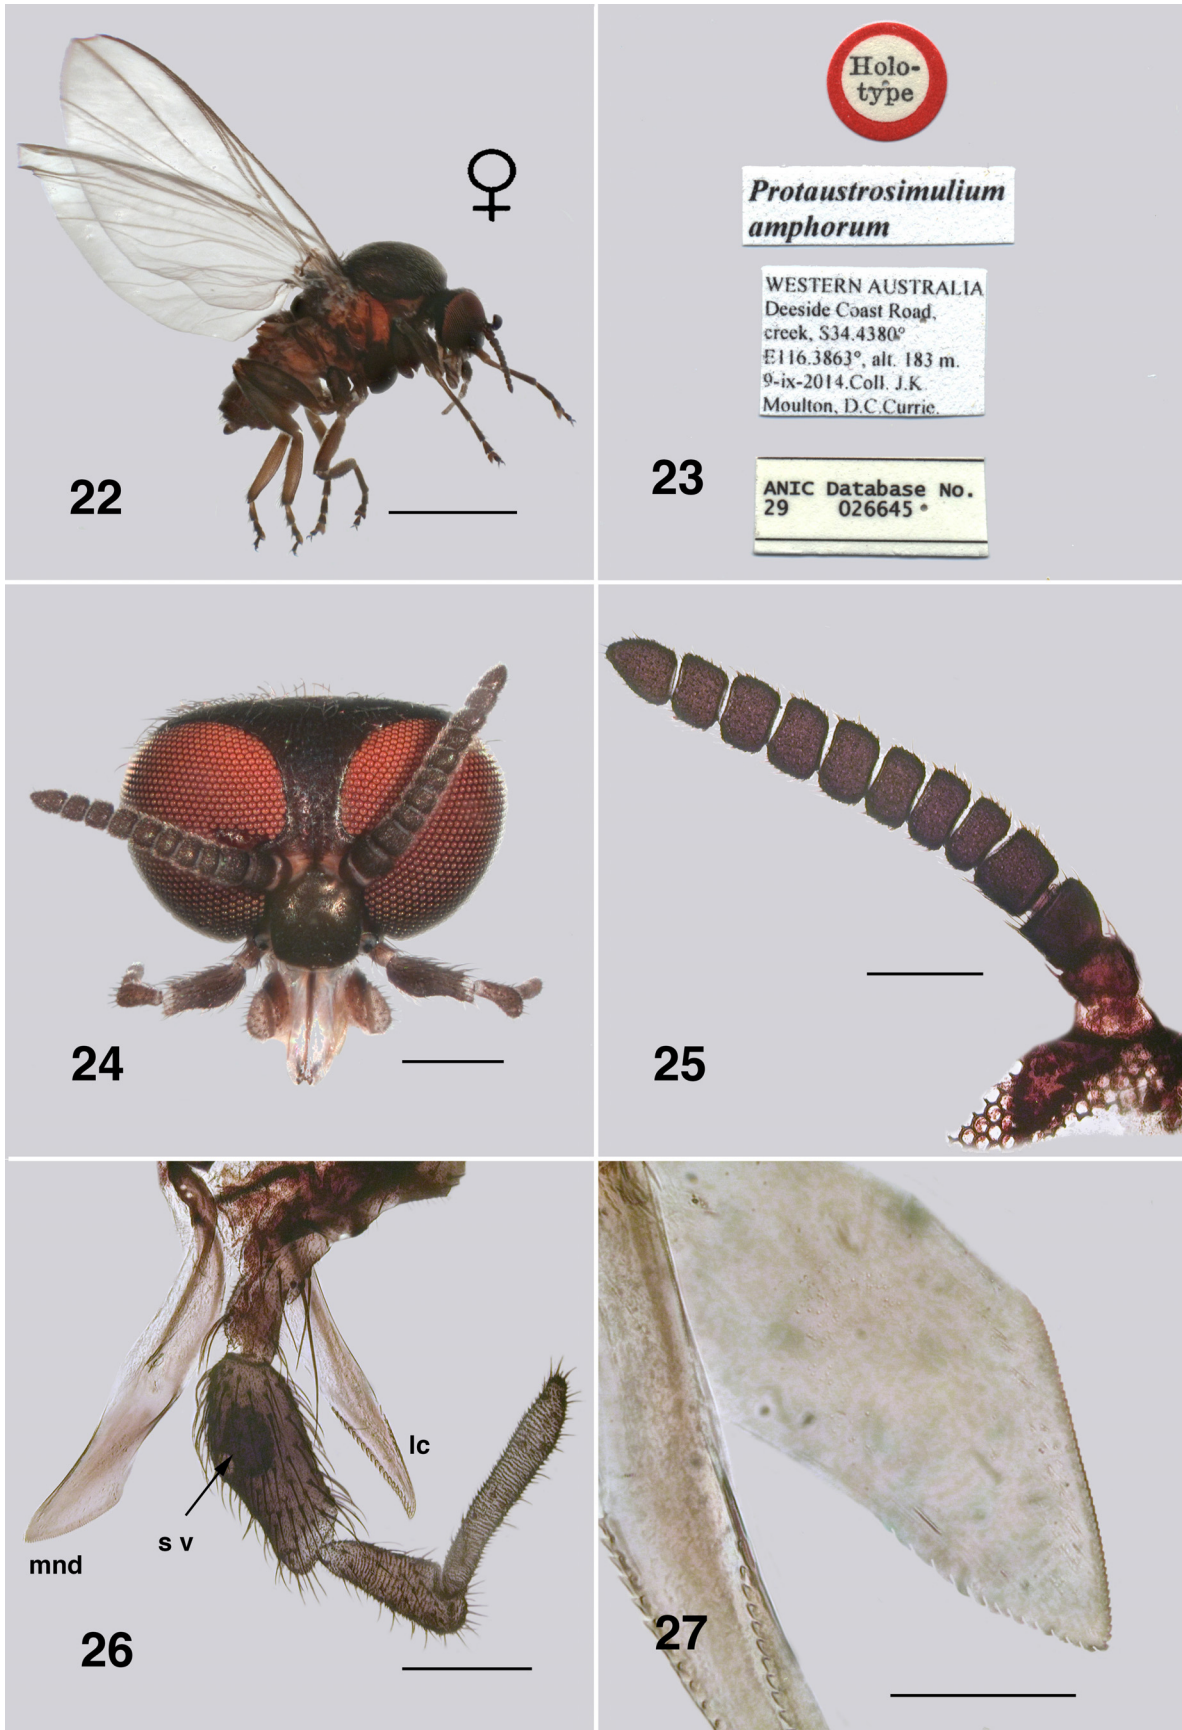 22
Holo-
type
Protaustrosimulium
amphorum
WESTERN AUSTRALIA
Deeside Coast Road,
creek, S34.4380°
E116.3863°, alt. 183 m.
9-ix-2014.Coll. J.K.
Moulton, D.C.Currie.
ANIC Database No.
29 026645
23
24
25
lc
s v
mnd
26
27